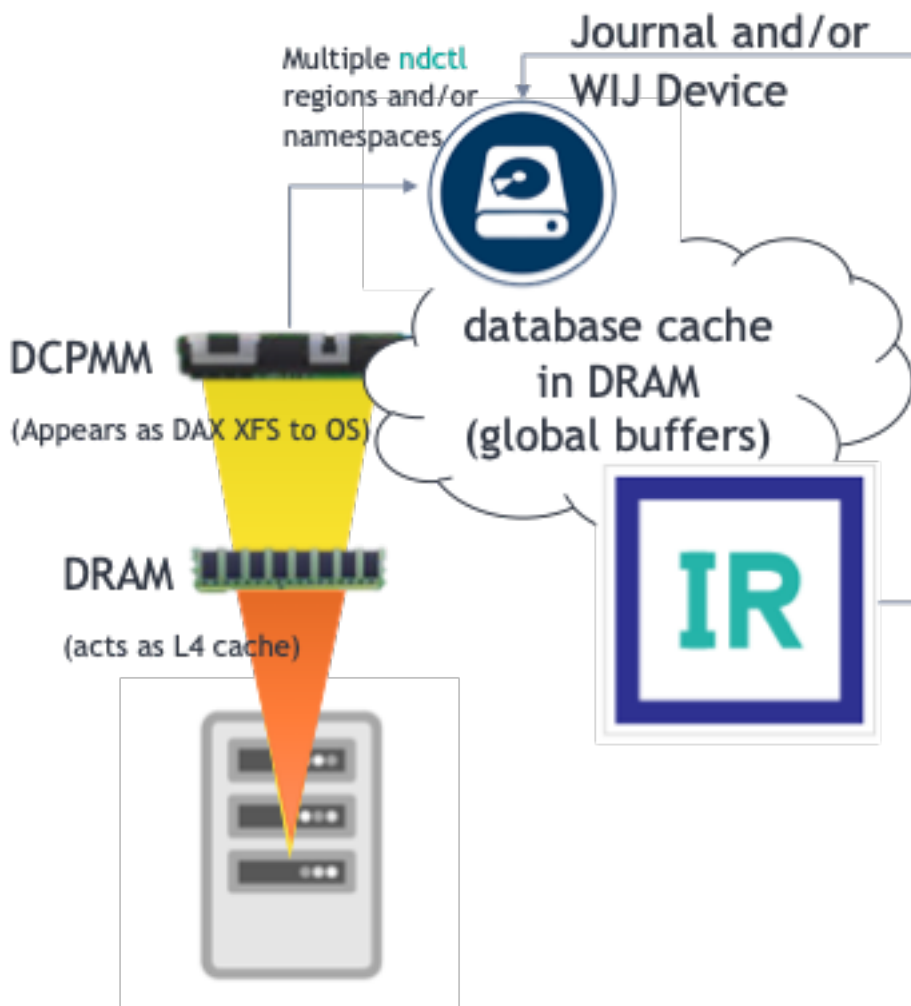 Journal and/or
WIJ Device
Multiple ndctl
regions and/or
namespaces
database cache
in DRAM
(global buffers)
DCPMM
(Appears as DAX XFS to OS)
DRAM
(acts as L4 cache)
IR